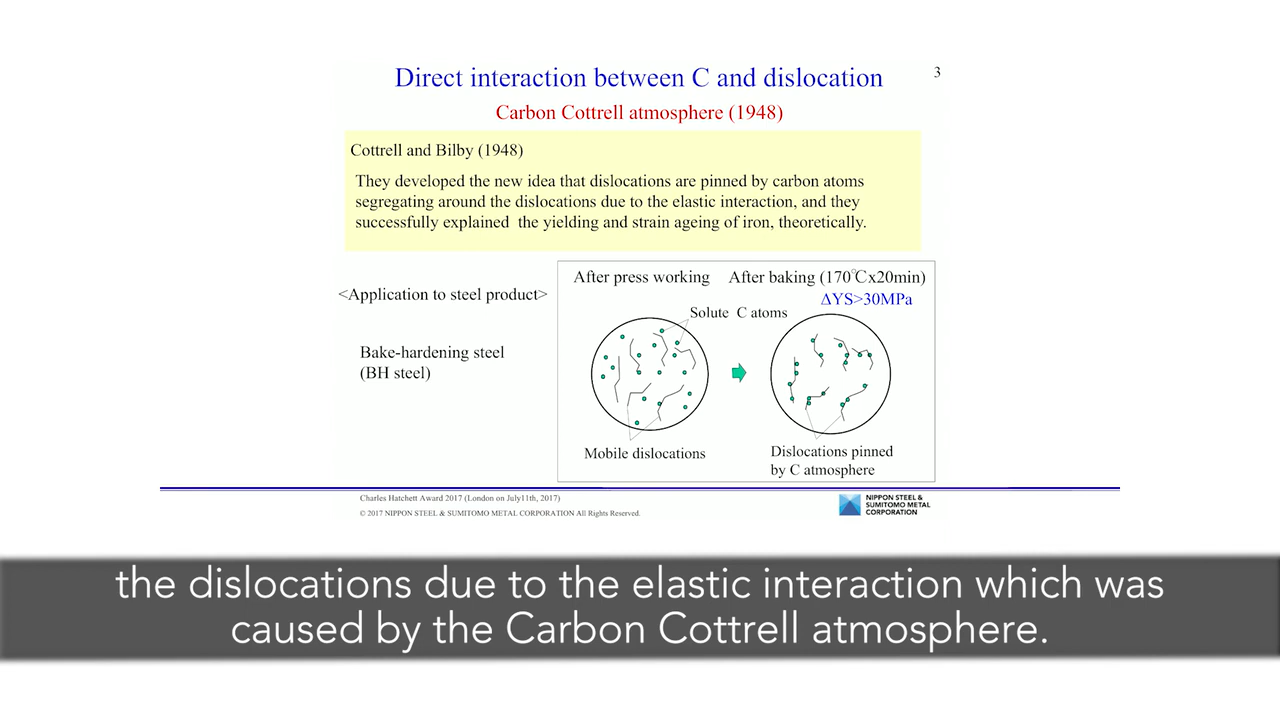 Direct interaction between C and dislocation
3
Carbon Cottrell atmosphere (1948)
Cottrell and Bilby (1948)
They developed the new idea that dislocations are pinned by carbon atoms
segregating around the dislocations due to the elastic interaction, and they
successfully explained the yielding and strain ageing of iron, theoretically.
<Application to steel product>
Bake-hardening steel
(BH steel)
After press working
After baking (170℃x20min)
ΔYS>30MPa
Solute C atoms
Mobile dislocations
Dislocations pinned
by C atmosphere
Charles Hatchett Award 2017 (London on July11th, 2017)
© 2017 NIPPON STEEL & SUMITOMO METAL CORPORATION All Rights Reserved.
NIPPON STEEL &
SUMITOMO METAL
CORPORATION
the dislocations due to the elastic interaction which was
caused by the Carbon Cottrell atmosphere.